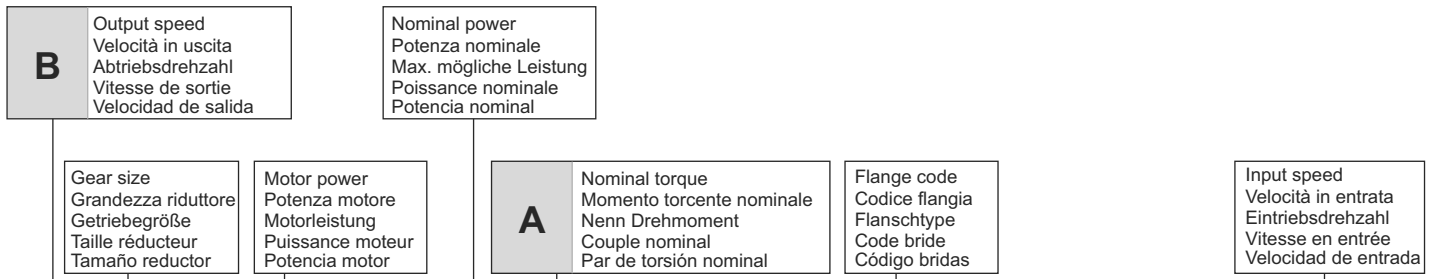 B
Output speed
Velocità in uscita
Abtriebsdrehzahl
Vitesse de sortie
Velocidad de salida
Nominal power
Potenza nominale
Max. mögliche Leistung
Poissance nominale
Potencia nominal
Gear size
Grandezza riduttore
Getriebegröße
Taille réducteur
Tamaño reductor
Motor power
Potenza motore
Motorleistung
Puissance moteur
Potencia motor
A
Nominal torque
Momento torcente nominale
Nenn Drehmoment
Couple nominal
Par de torsión nominal
Flange code
Codice flangia
Flanschtype
Code bride
Código bridas
Input speed
Velocità in entrata
Eintriebsdrehzahl
Vitesse en entrée
Velocidad de entrada